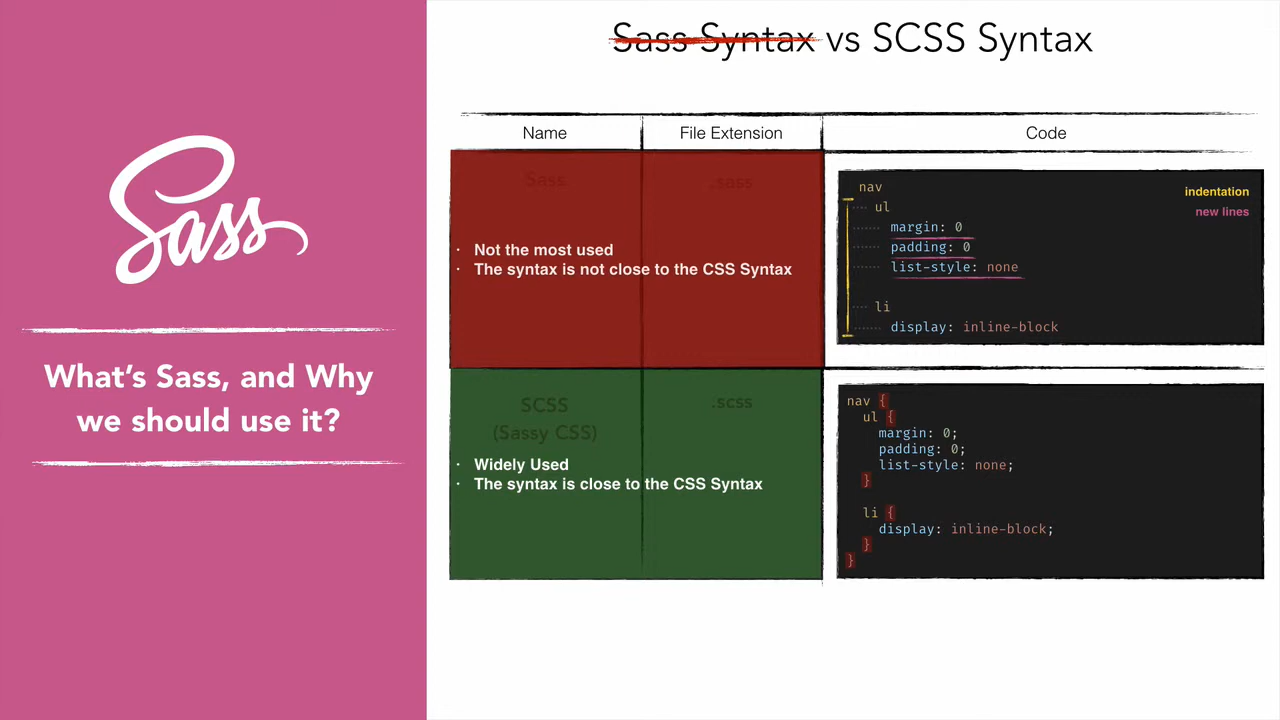 Sass
What's Sass, and Why
we should use it?
Sass Syntax vs SCSS Syntax
Name
File Extension
Code
Sass
.sass
· Not the most used
· The syntax is not close to the CSS Syntax
nav
ul
margin: 0
padding: 0
list-style: none
li
display: inline-block
indentation
new lines
SCSS
(Sassy CSS)
.scss
· Widely Used
· The syntax is close to the CSS Syntax
nav {
ul {
margin: 0;
padding: 0;
list-style: none;
}
li {
display: inline-block;
}
}